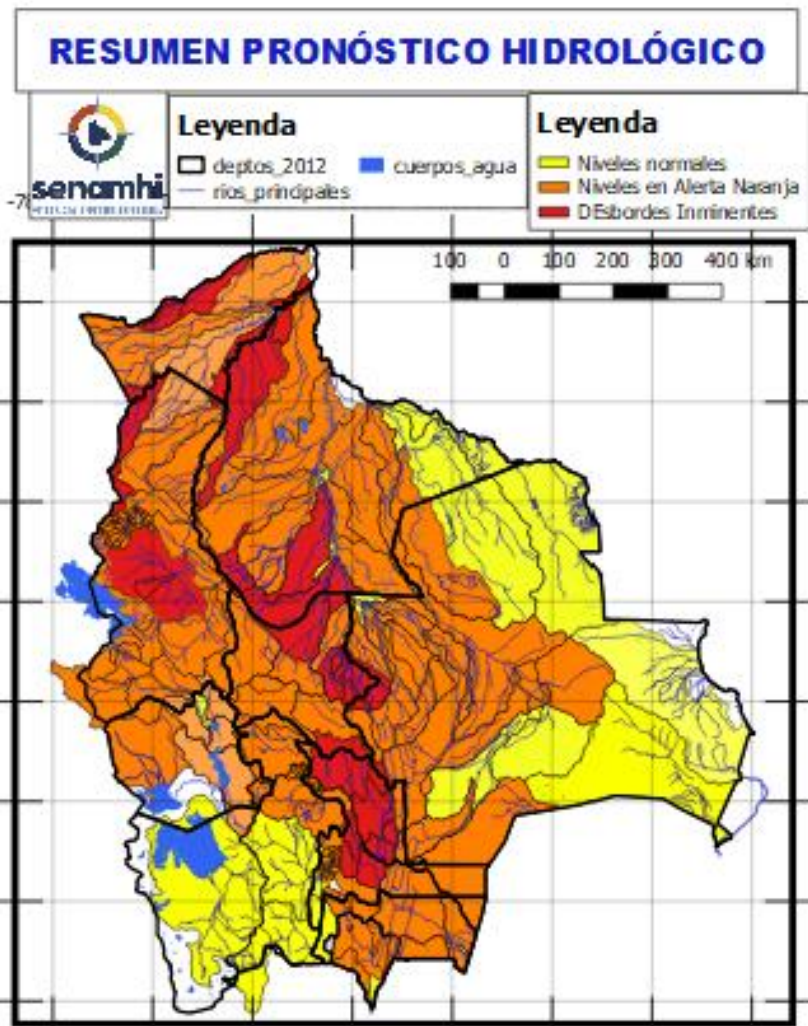 RESUMEN PRONÓSTICO HIDROLÓGICO
senamhi
Leyenda
deptos_2012
cuerpos_agua
rios_principales
Leyenda
Niveles normales
Niveles en Alerta Naranja
DEsbordes Inminentes
100 0 100 200 300 400 km